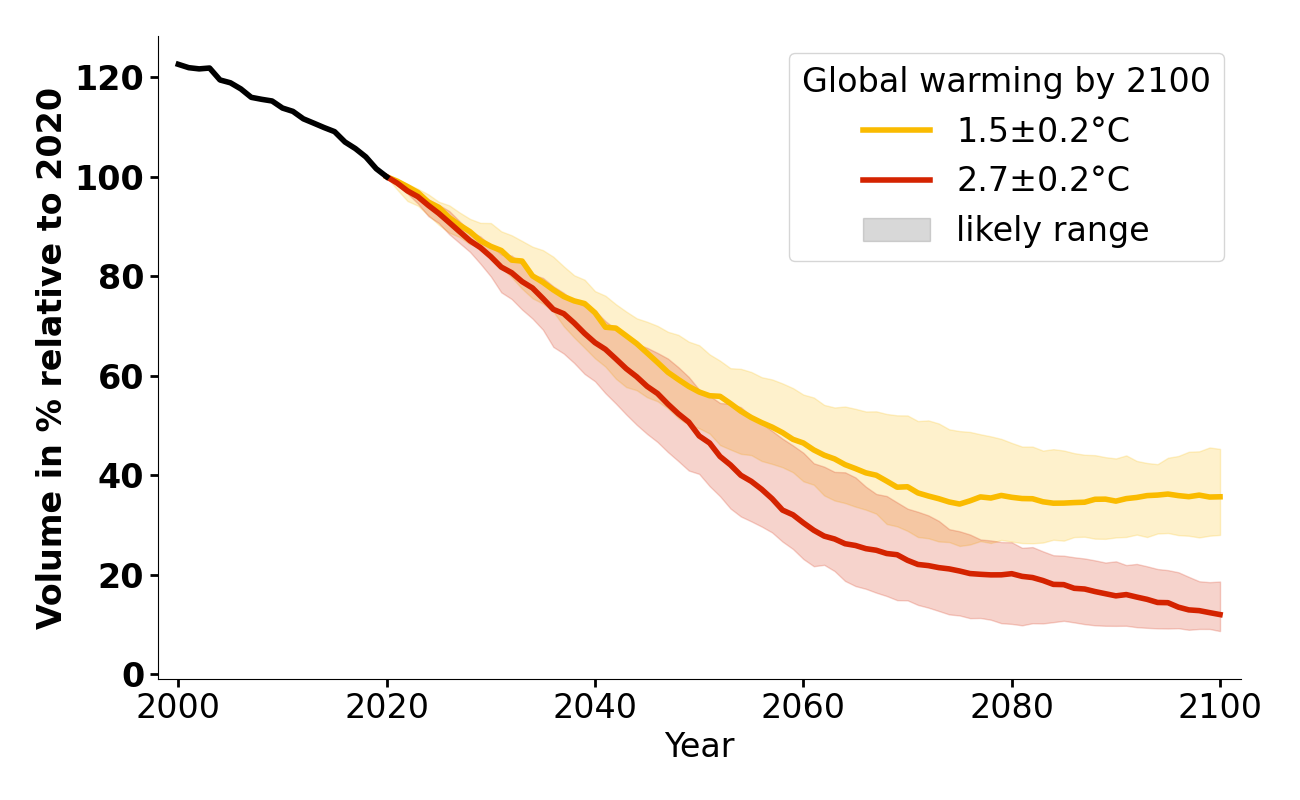 Volume in % relative to 2020
120
100
80
60
40
20
0
Global warming by 2100
1.5±0.2°C
2.7±0.2°C
likely range
2000 2020 2040 2060 2080 2100
Year